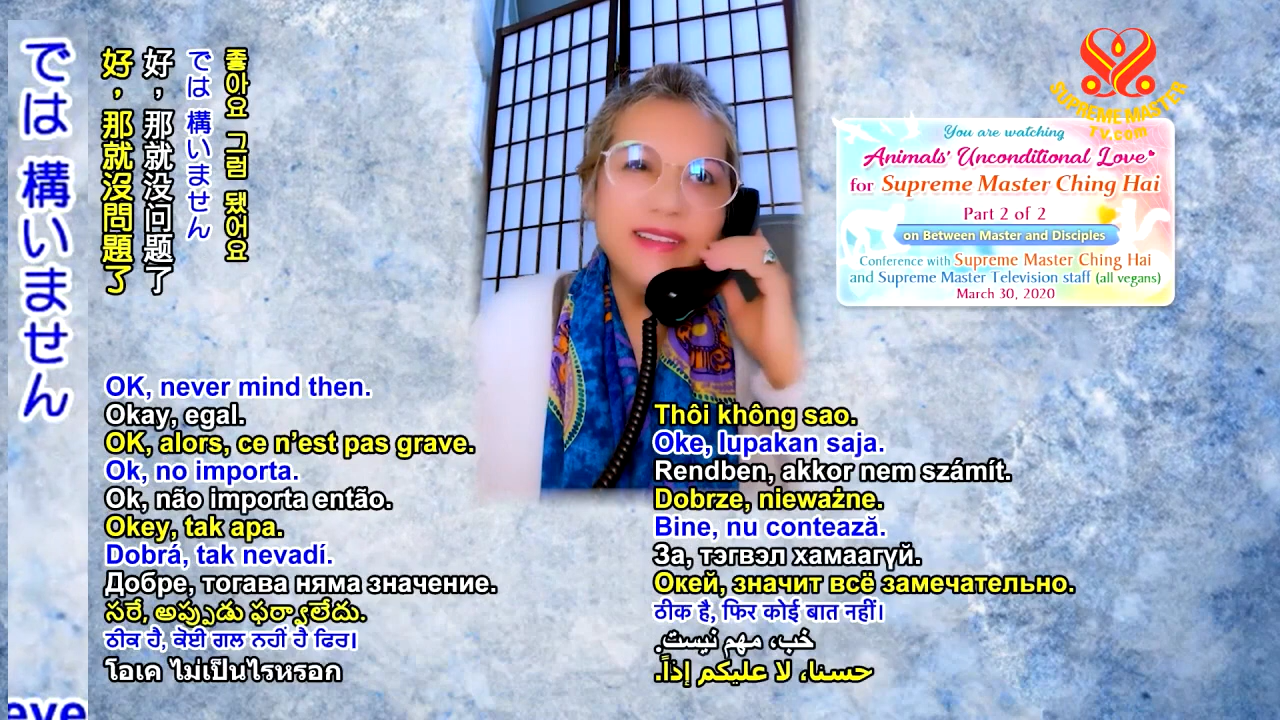 では 構いません
eve
好，那就沒問題了
好，那就没问题了
では 構いません
좋아요 그럼 됐어요
SUPREME MASTER
TV.com
You are watching
Animals' Unconditional Love
for Supreme Master Ching Hai
Part 2 of 2
on Between Master and Disciples
Conference with Supreme Master Ching Hai
and Supreme Master Television staff (all vegans)
March 30, 2020
OK, never mind then.
Okay, egal.
OK, alors, ce n’est pas grave.
Ok, no importa.
Ok, não importa então.
Okey, tak apa.
Dobrá, tak nevadí.
Добре, тогава няма значение.
సరే, అప్పుడు ఫర్వాలేదు.
ਠੀਕ ਹੈ, ਕੋਈ ਗਲ ਨਹੀਂ ਹੈ ਫਿਰ।
โอเค ไม่เป็นไรหรอก
Thôi không sao.
Oke, lupakan saja.
Rendben, akkor nem számít.
Dobrze, nieważne.
Bine, nu contează.
За, тэгвэл хамаагүй.
Окей, значит всё замечательно.
ठीक है, फिर कोई बात नहीं।
خب، مهم نیست.
حسنا، لا عليكم إذاً.